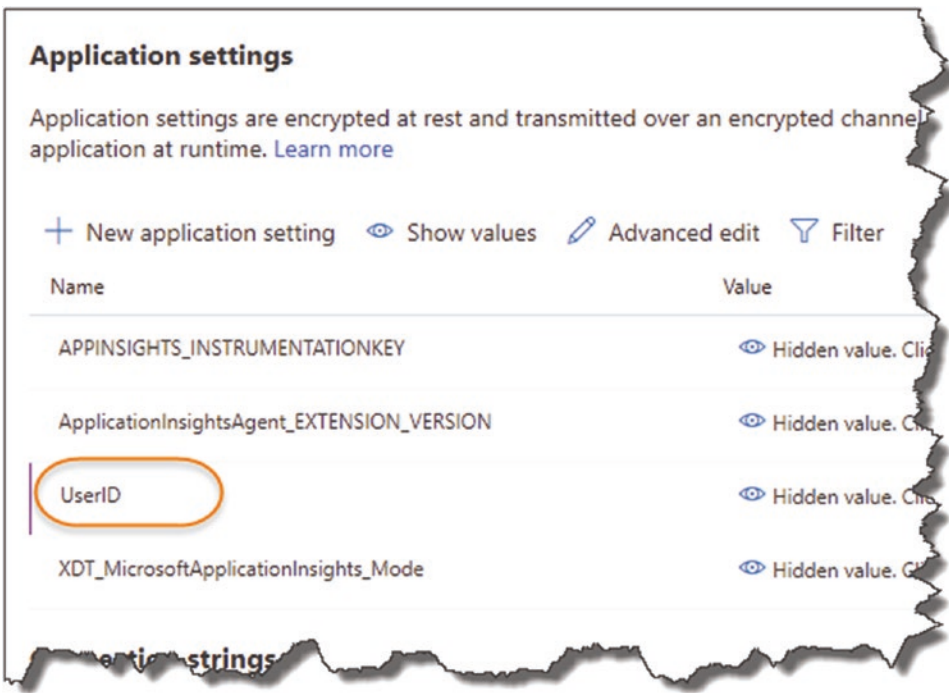 Application settings
Application settings are encrypted at rest and transmitted over an encrypted channel
application at runtime. Learn more
New application setting Show values Advanced edit Filter
Name Value
APPINSIGHTS_INSTRUMENTATIONKEY Hidden value.
ApplicationInsightsAgent_EXTENSION_VERSION Hidden value.
UserID Hidden value.
XDT_MicrosoftApplicationInsights_Mode Hidden value.
strings